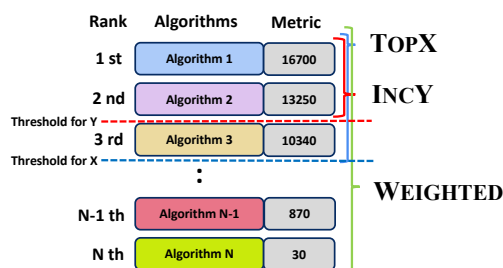 Rank Algorithms Metric
1 st Algorithm 1 16700 TOPX
2 nd Algorithm 2 13250 INCY
Threshold for Y
3 rd Algorithm 3 10340
Threshold for X
:
WEIGHTED
N-1 th Algorithm N-1 870
N th Algorithm N 30